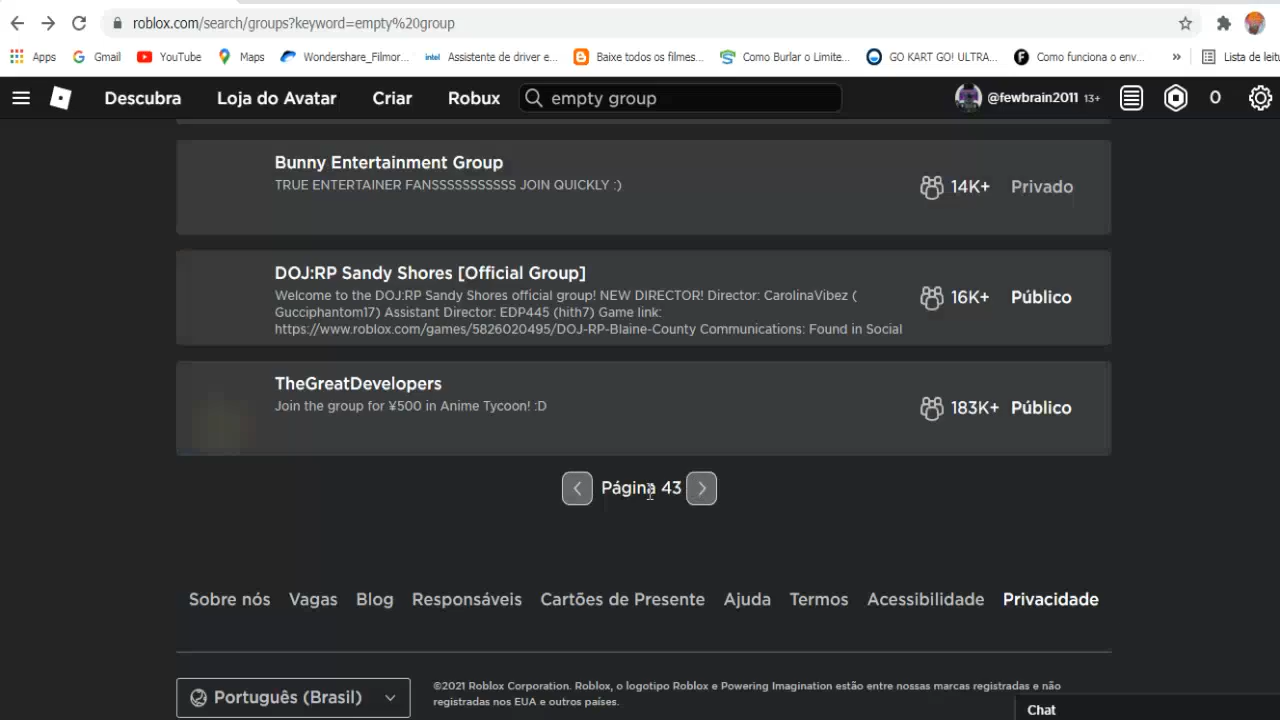 roblox.com/search/groups?keyword=empty%20group
Apps Gmail YouTube Maps Wondershare_Filmor... intel Assistente de driver e... Baixe todos os filmes... Como Burlar o Limite... GO KART GO! ULTRA... Como funciona o env... » Lista de leitu
Descubra Loja do Avatar Criar Robux empty group @fewbrain2011 13+ 0
Bunny Entertainment Group
TRUE ENTERTAINER FANSSSSSSSSSSS JOIN QUICKLY :)
14K+ Privado
DOJ:RP Sandy Shores [Official Group]
Welcome to the DOJ:RP Sandy Shores official group! NEW DIRECTOR! Director: CarolinaVibez (
Gucciphantom17) Assistant Director: EDP445 (hith7) Game link:
https://www.roblox.com/games/5826020495/DOJ-RP-Blaine-County Communications: Found in Social
16K+ Público
TheGreatDevelopers
Join the group for ¥500 in Anime Tycoon! :D
183K+ Público
Página 43
Sobre nós Vagas Blog Responsáveis Cartões de Presente Ajuda Termos Acessibilidade Privacidade
Português (Brasil)
©2021 Roblox Corporation. Roblox, o logotipo Roblox e Powering Imagination estão entre nossas marcas registradas e não
registradas nos EUA e outros países.
Chat